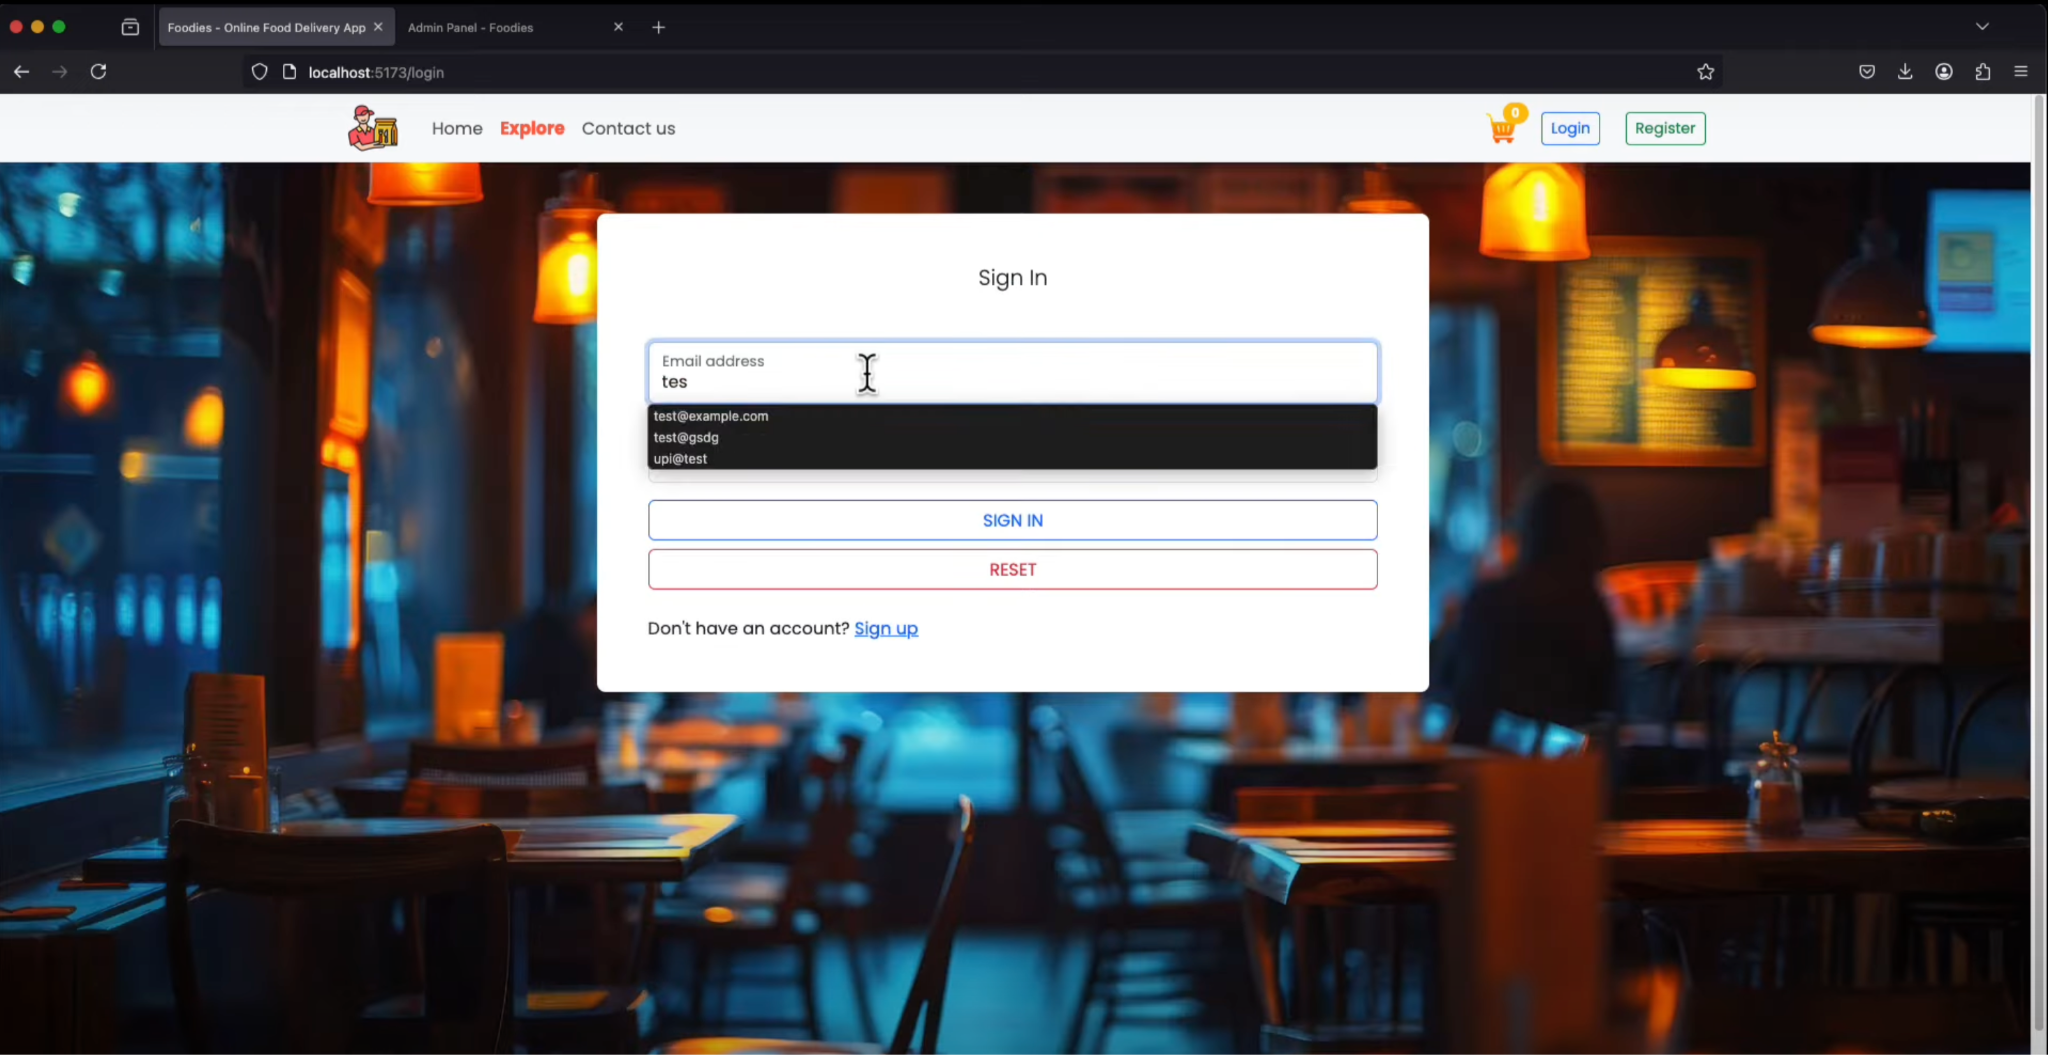 Foodies - Online Food Delivery App
Admin Panel - Foodies
localhost:5173/login
Home
Explore
Contact us
0
Login
Register
Sign In
Email address
tes
test@example.com
test@gsdg
upi@test
SIGN IN
RESET
Don't have an account? Sign up